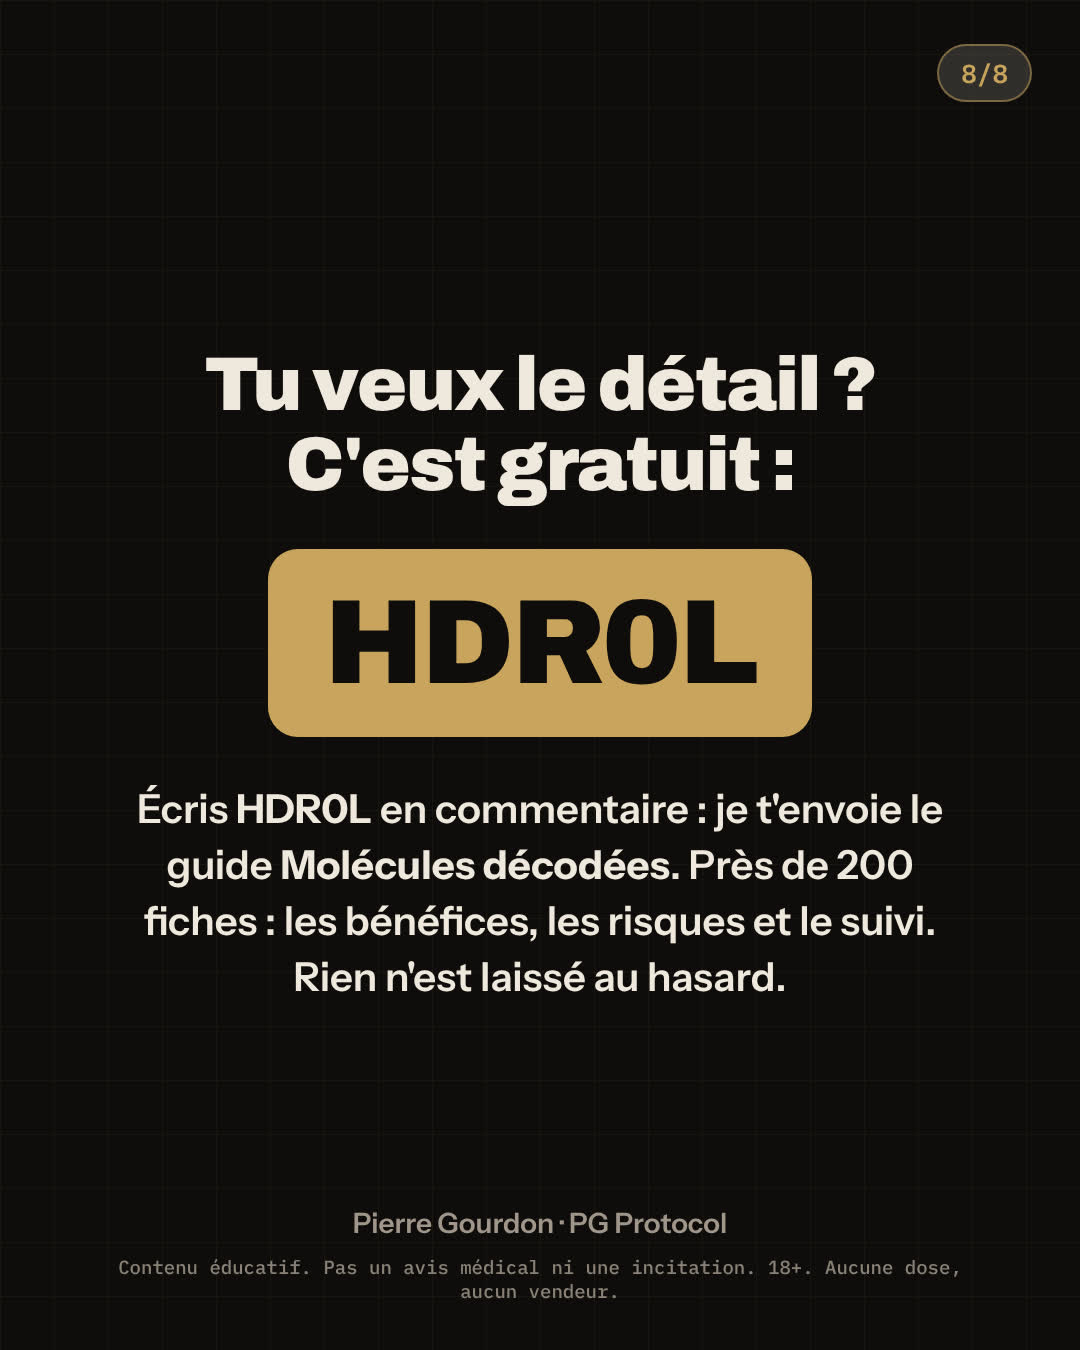 8/8
Tu veux le détail ?
C'est gratuit :
HDR0L
Écris HDR0L en commentaire : je t'envoie le
guide Molécules décodées. Près de 200
fiches : les bénéfices, les risques et le suivi.
Rien n'est laissé au hasard.
Pierre Gourdon · PG Protocol
Contenu éducatif. Pas un avis médical ni une incitation. 18+. Aucune dose,
aucun vendeur.